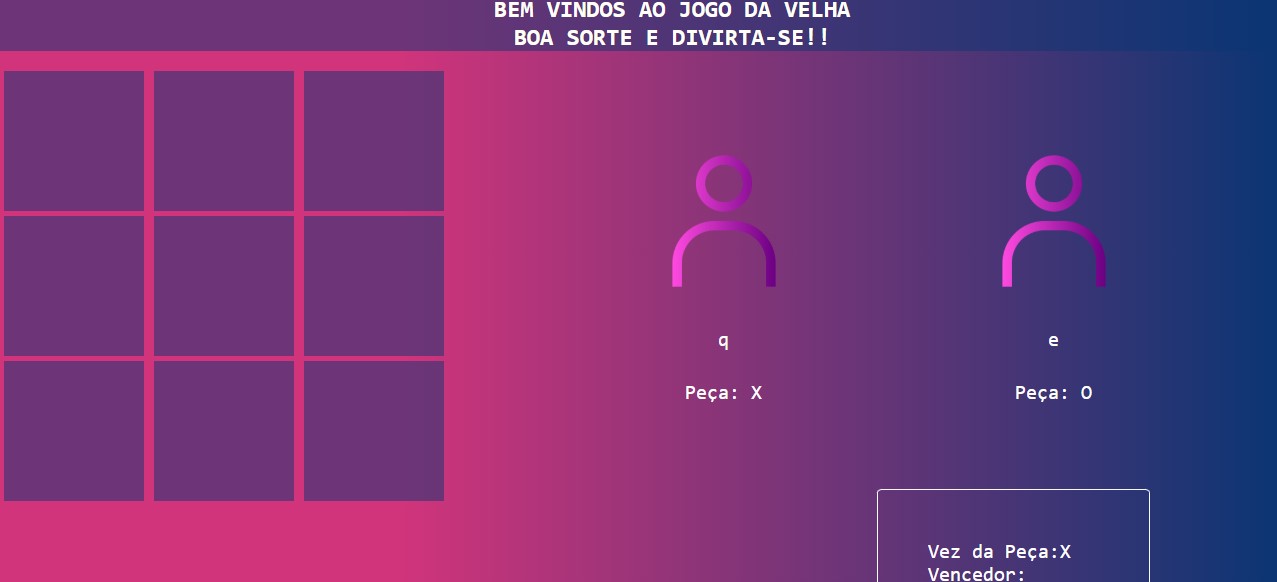 BEM VINDOS AO JOGO DA VELHA
BOA SORTE E DIVIRTA-SE!!
q
e
Peça: X
Peça: O
Vez da Peça:X
Vencedor: